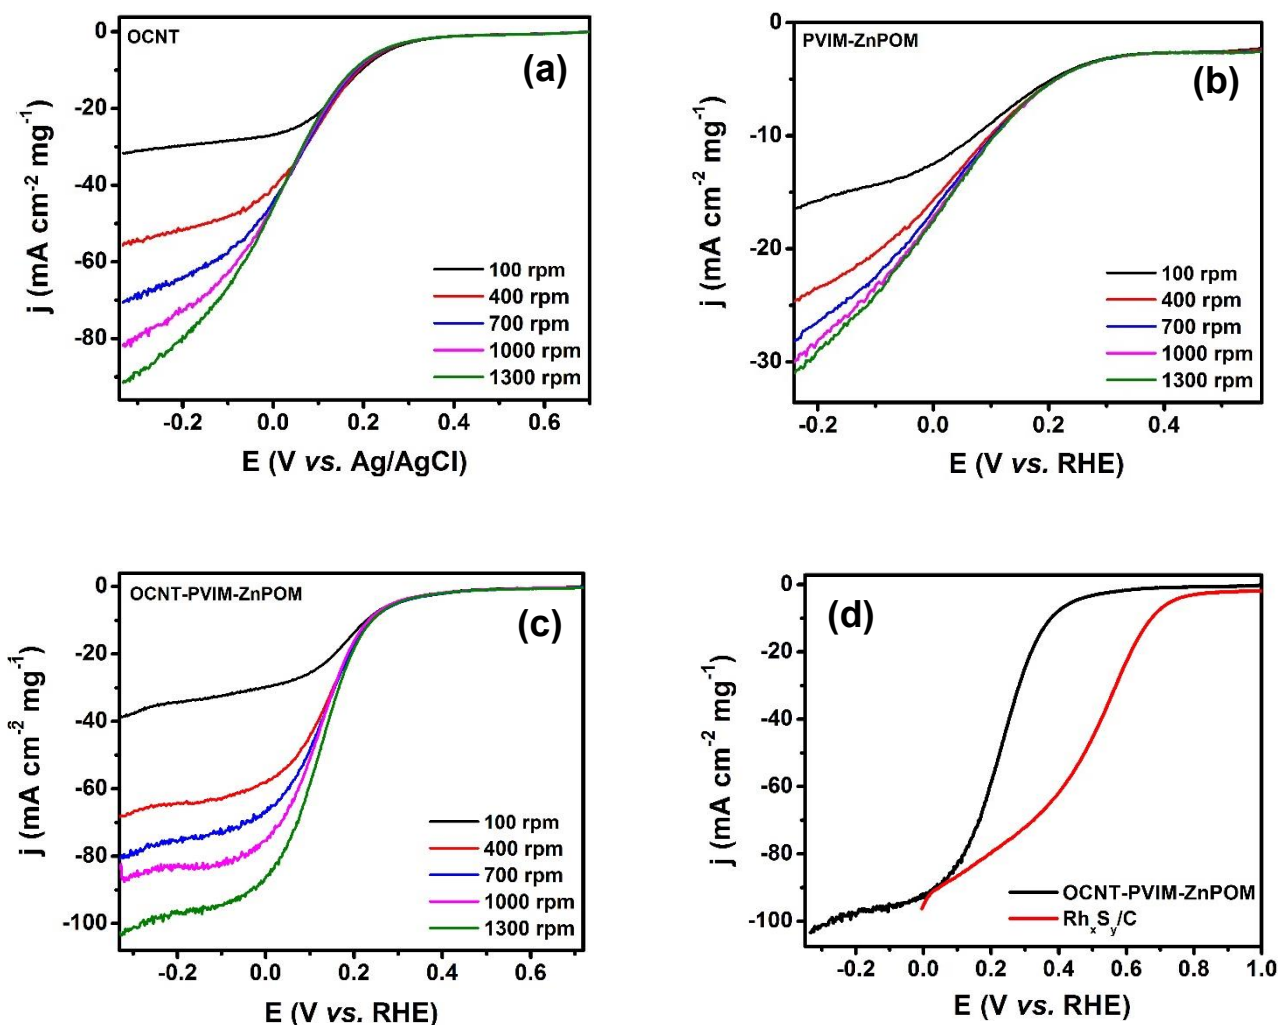 OCNT
(a)
0
-20
-40
-60
-80
j (mA cm⁻² mg⁻¹)
100 rpm
400 rpm
700 rpm
1000 rpm
1300 rpm
-0.2 0.0 0.2 0.4 0.6
E (V vs. Ag/AgCl)
PVIM-ZnPOM
(b)
0
-10
-20
-30
j (mA cm⁻² mg⁻¹)
100 rpm
400 rpm
700 rpm
1000 rpm
1300 rpm
-0.2 0.0 0.2 0.4
E (V vs. RHE)
OCNT-PVIM-ZnPOM
(c)
0
-20
-40
-60
-80
-100
j (mA cm⁻² mg⁻¹)
100 rpm
400 rpm
700 rpm
1000 rpm
1300 rpm
-0.2 0.0 0.2 0.4 0.6
E (V vs. RHE)
(d)
0
-20
-40
-60
-80
-100
j (mA cm⁻² mg⁻¹)
OCNT-PVIM-ZnPOM
RhₓSᵧ/C
-0.2 0.0 0.2 0.4 0.6 0.8 1.0
E (V vs. RHE)